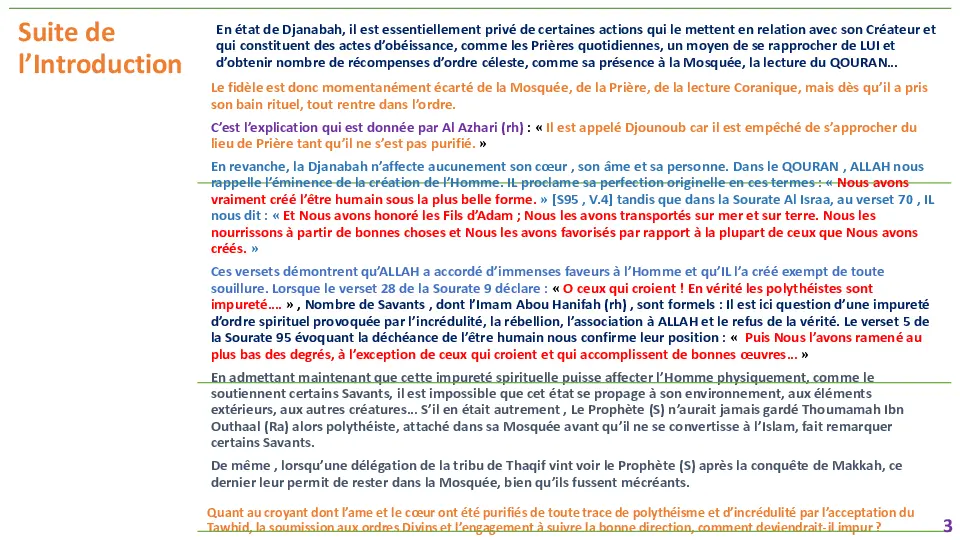 Suite de
l’Introduction
En état de Djanabah, il est essentiellement privé de certaines actions qui le mettent en relation avec son Créateur et
qui constituent des actes d’obéissance, comme les Prières quotidiennes, un moyen de se rapprocher de LUI et
d’obtenir nombre de récompenses d’ordre céleste, comme sa présence à la Mosquée, la lecture du QOURAN...
Le fidèle est donc momentanément écarté de la Mosquée, de la Prière, de la lecture Coranique, mais dès qu’il a pris
son bain rituel, tout rentre dans l’ordre.
C’est l’explication qui est donnée par Al Azhari (rh) : « Il est appelé Djounoub car il est empêché de s’approcher du
lieu de Prière tant qu’il ne s’est pas purifié. »
En revanche, la Djanabah n’affecte aucunement son cœur , son âme et sa personne. Dans le QOURAN , ALLAH nous
rappelle l’éminence de la création de l’Homme. IL proclame sa perfection originelle en ces termes : « Nous avons
vraiment créé l’être humain sous la plus belle forme. » [S95 , V.4] tandis que dans la Sourate Al Israa, au verset 70 , IL
nous dit : « Et Nous avons honoré les Fils d’Adam ; Nous les avons transportés sur mer et sur terre. Nous les
nourrissons à partir de bonnes choses et Nous les avons favorisés par rapport à la plupart de ceux que Nous avons
créés. »
Ces versets démontrent qu’ALLAH a accordé d’immenses faveurs à l’Homme et qu’IL l’a créé exempt de toute
souillure. Lorsque le verset 28 de la Sourate 9 déclare : « O ceux qui croient ! En vérité les polythéistes sont
impureté.... » , Nombre de Savants , dont l’Imam Abou Hanifah (rh) , sont formels : Il est ici question d’une impureté
d’ordre spirituel provoquée par l’incrédulité, la rébellion, l’association à ALLAH et le refus de la vérité. Le verset 5 de
la Sourate 95 évoquant la déchéance de l’être humain nous confirme leur position : « Puis Nous l’avons ramené au
plus bas des degrés, à l’exception de ceux qui croient et qui accomplissent de bonnes œuvres... »
En admettant maintenant que cette impureté spirituelle puisse affecter l’Homme physiquement, comme le
soutiennent certains Savants, il est impossible que cet état se propage à son environnement, aux éléments
extérieurs, aux autres créatures... S’il en était autrement , Le Prophète (S) n’aurait jamais gardé Thoumamah Ibn
Outhaal (Ra) alors polythéiste, attaché dans sa Mosquée avant qu’il ne se convertisse à l’Islam, fait remarquer
certains Savants.
De même , lorsqu’une délégation de la tribu de Thaqif vint voir le Prophète (S) après la conquête de Makkah, ce
dernier leur permit de rester dans la Mosquée, bien qu’ils fussent mécréants.
Quant au croyant dont l’ame et le cœur ont été purifiés de toute trace de polythéisme et d’incrédulité par l’acceptation du
Tawhid, la soumission aux ordres Divins et l’engagement à suivre la bonne direction, comment deviendrait-il impur ?
3